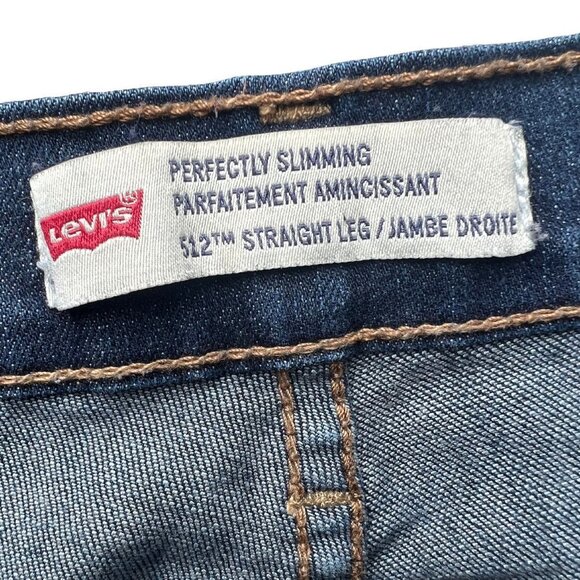 Levi's®
PERFECTLY SLIMMING
PARFAITEMENT AMINCISSANT
512™ STRAIGHT LEG / JAMBE DROITE